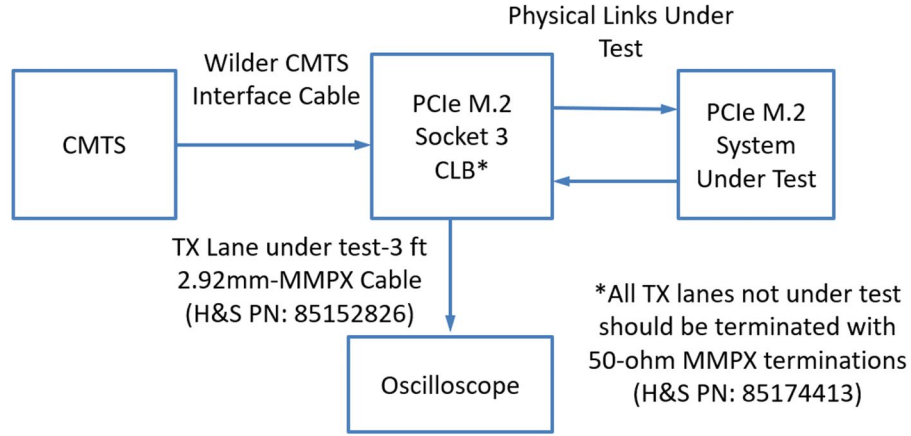 Physical Links Under
Test
Wilder CMTS
Interface Cable
CMTS
PCIe M.2
Socket 3
CLB*
PCIe M.2
System
Under Test
TX Lane under test-3 ft
2.92mm-MMPX Cable
(H&S PN: 85152826)
*All TX lanes not under test
should be terminated with
50-ohm MMPX terminations
(H&S PN: 85174413)
Oscilloscope